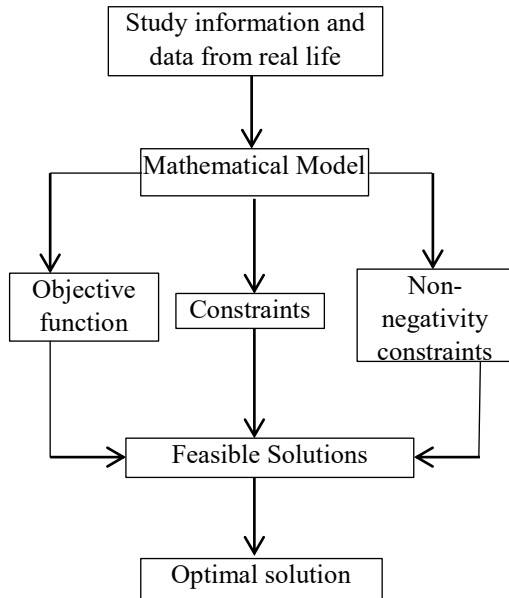 Study information and
data from real life
Mathematical Model
Objective
function
Constraints
Non-
negativity
constraints
Feasible Solutions
Optimal solution